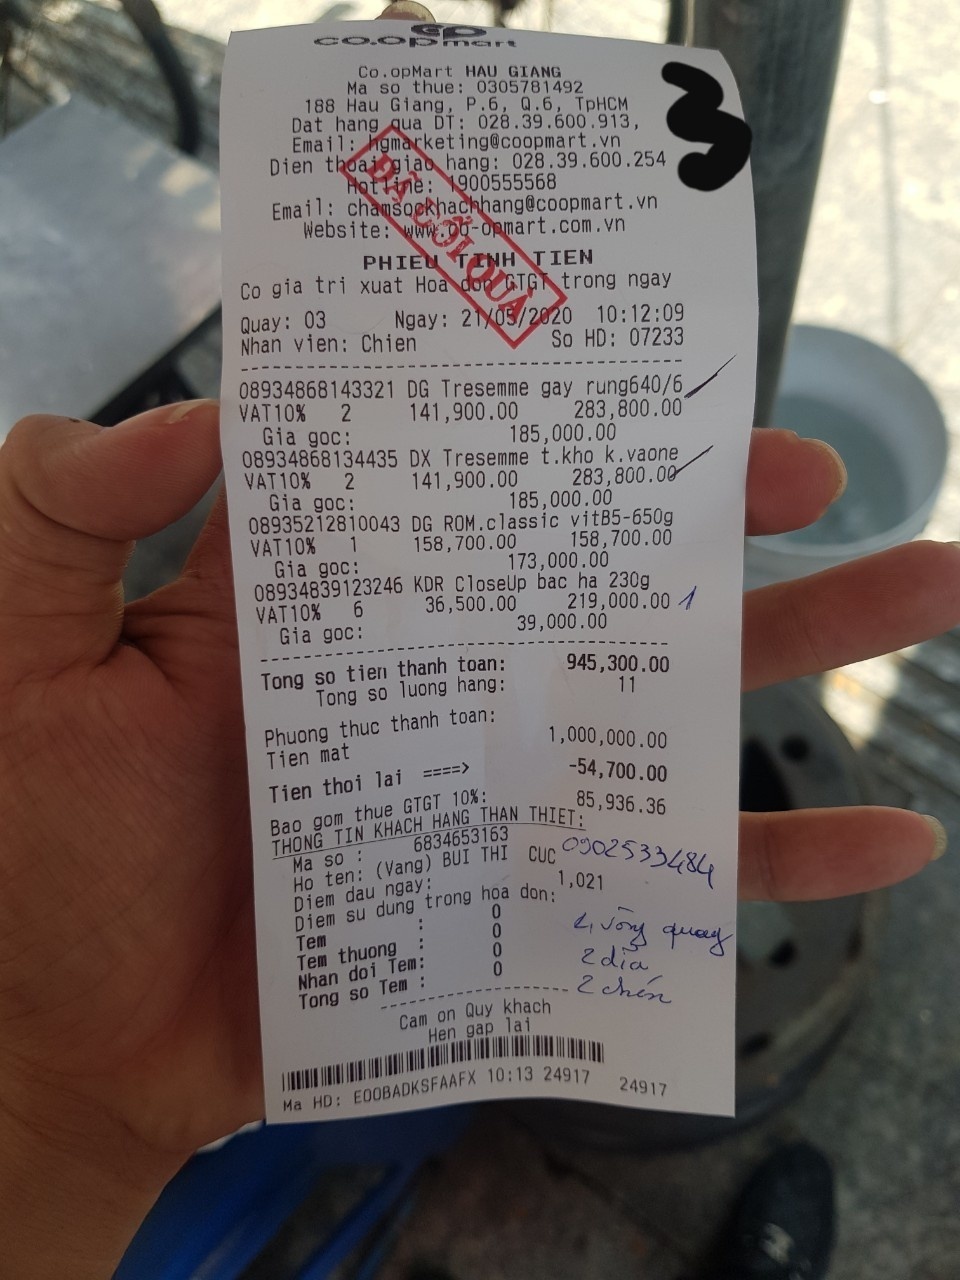 co.opmart
Co.opMart HAU GIANG
Ma so thue: 0305781492
188 Hau Giang, P.6, Q.6, TpHCM
Dat hang qua DT: 028.39.600.913,
Email: hgmarketing@coopmart.vn
Dien thoai giao hang: 028.39.600.254
Hotline: 1900555568
Email: chamsockhachhang@coopmart.vn
Website: www.co-opmart.com.vn
3
ĐÃ ĐỔI QUÀ
PHIEU TINH TIEN
Co gia tri xuat Hoa don GTGT trong ngay
Quay: 03 Ngay: 21/05/2020 10:12:09
Nhan vien: Chien So HD: 07233
08934868143321 DG Tresemme gay rung640/6
VAT10% 2 141,900.00 283,800.00
Gia goc: 185,000.00
08934868134435 DX Tresemme t.kho k.vaone
VAT10% 2 141,900.00 283,800.00
Gia goc: 185,000.00
08935212810043 DG ROM.classic vitB5-650g
VAT10% 1 158,700.00 158,700.00
Gia goc: 173,000.00
08934839123246 KDR CloseUp bac ha 230g
VAT10% 6 36,500.00 219,000.00 1
Gia goc: 39,000.00
Tong so tien thanh toan: 945,300.00
Tong so luong hang: 11
Phuong thuc thanh toan:
Tien mat 1,000,000.00
Tien thoi lai ====> -54,700.00
Bao gom thue GTGT 10%: 85,936.36
THONG TIN KHACH HANG THAN THIET:
Ma so : 6834653163
Ho ten: (Vang) BUI THI CUC 0902533484
Diem dau ngay: 1,021
Diem su dung trong hoa don:
Tem : 0
Tem thuong : 0
Nhan doi Tem: 0
Tong so Tem : 0
vòng quay
2 dĩa
2 chén
Cam on Quy khach
Hen gap lai
Ma HD: E00BADKSFAAFX 10:13 24917 24917